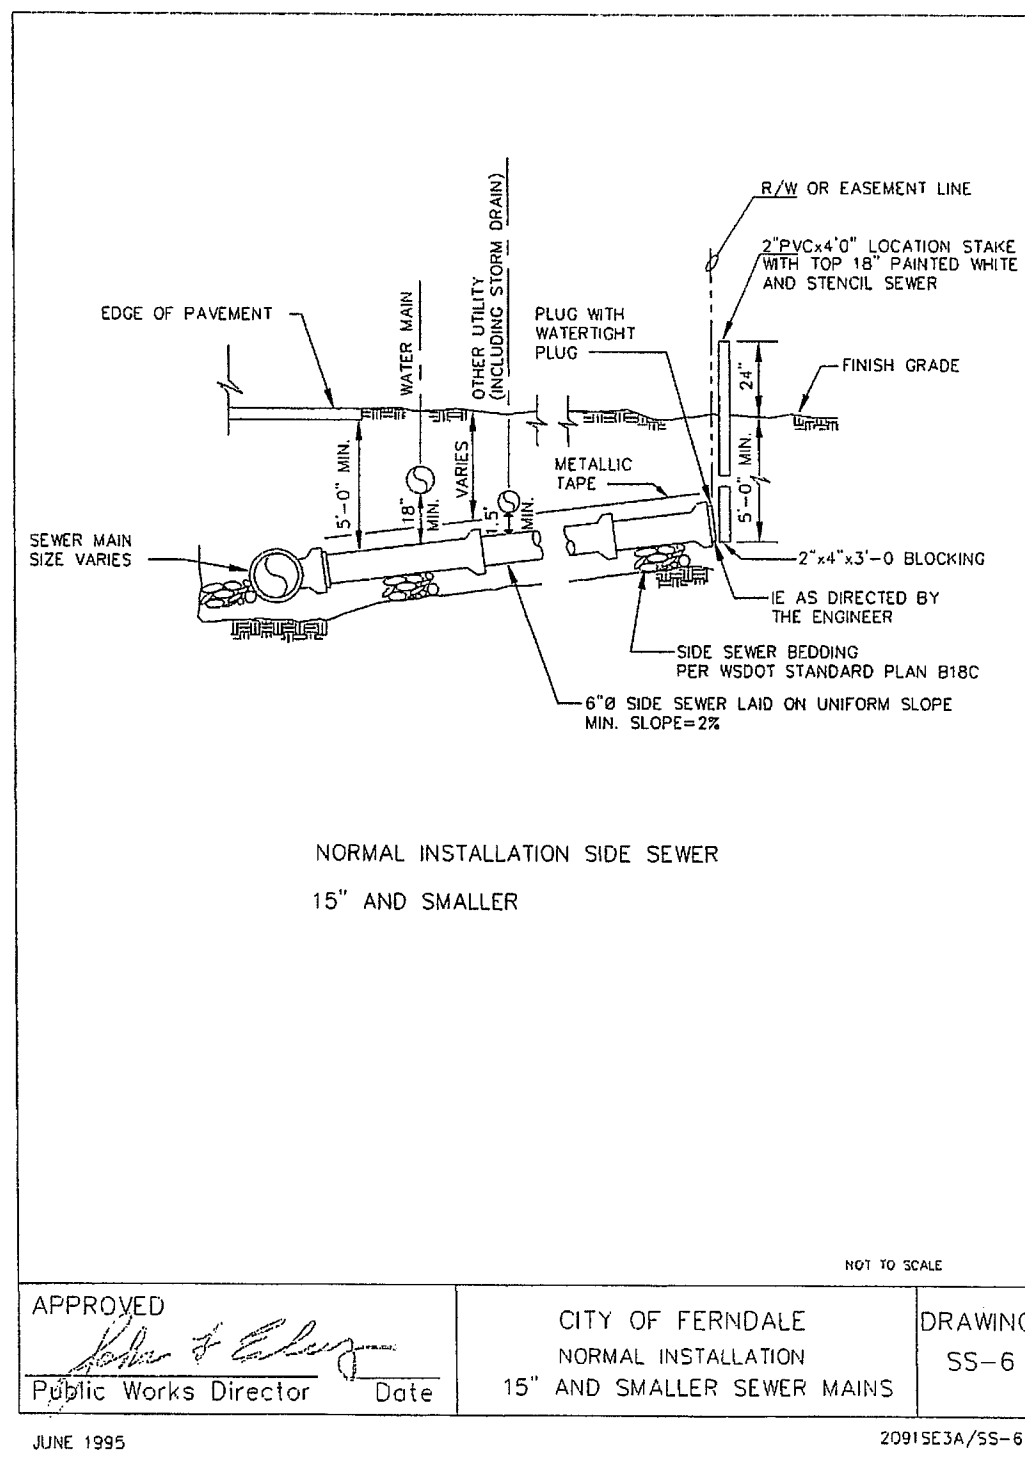 R/W OR EASEMENT LINE
2"PVCx4'0" LOCATION STAKE
WITH TOP 18" PAINTED WHITE
AND STENCIL SEWER
EDGE OF PAVEMENT
WATER MAIN
OTHER UTILITY
(INCLUDING STORM DRAIN)
PLUG WITH
WATERTIGHT
PLUG
24"
FINISH GRADE
5'-0" MIN.
18"
MIN.
VARIES
1.5'
MIN.
METALLIC
TAPE
5'-0" MIN.
SEWER MAIN
SIZE VARIES
2"x4"x3'-0 BLOCKING
IE AS DIRECTED BY
THE ENGINEER
SIDE SEWER BEDDING
PER WSDOT STANDARD PLAN B18C
6"Ø SIDE SEWER LAID ON UNIFORM SLOPE
MIN. SLOPE=2%
NORMAL INSTALLATION SIDE SEWER
15" AND SMALLER
NOT TO SCALE
APPROVED
Public Works Director Date
CITY OF FERNDALE
NORMAL INSTALLATION
15" AND SMALLER SEWER MAINS
DRAWING
SS-6
JUNE 1995
2091SE3A/SS-6